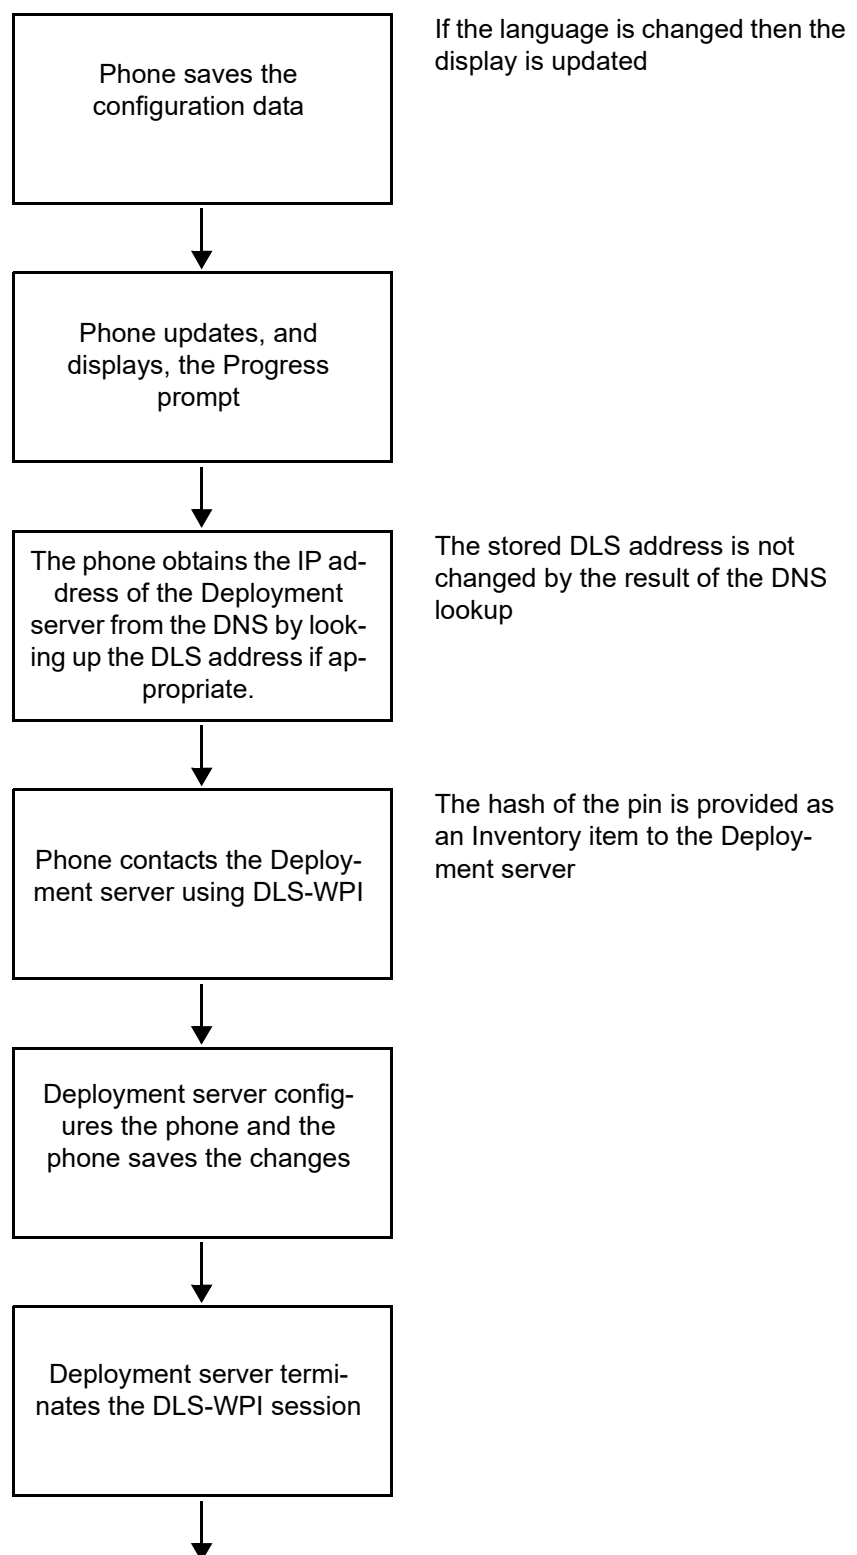 Phone saves the
configuration data
If the language is changed then the
display is updated
Phone updates, and
displays, the Progress
prompt
The phone obtains the IP ad-
dress of the Deployment
server from the DNS by look-
ing up the DLS address if ap-
propriate.
The stored DLS address is not
changed by the result of the DNS
lookup
Phone contacts the Deploy-
ment server using DLS-WPI
The hash of the pin is provided as
an Inventory item to the Deploy-
ment server
Deployment server config-
ures the phone and the
phone saves the changes
Deployment server termi-
nates the DLS-WPI session